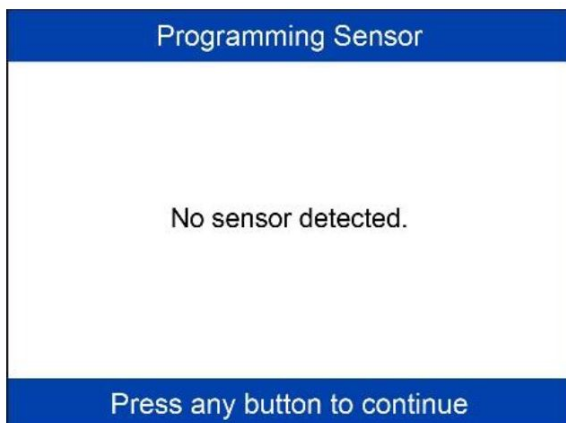 Programming Sensor
No sensor detected.
Press any button to continue